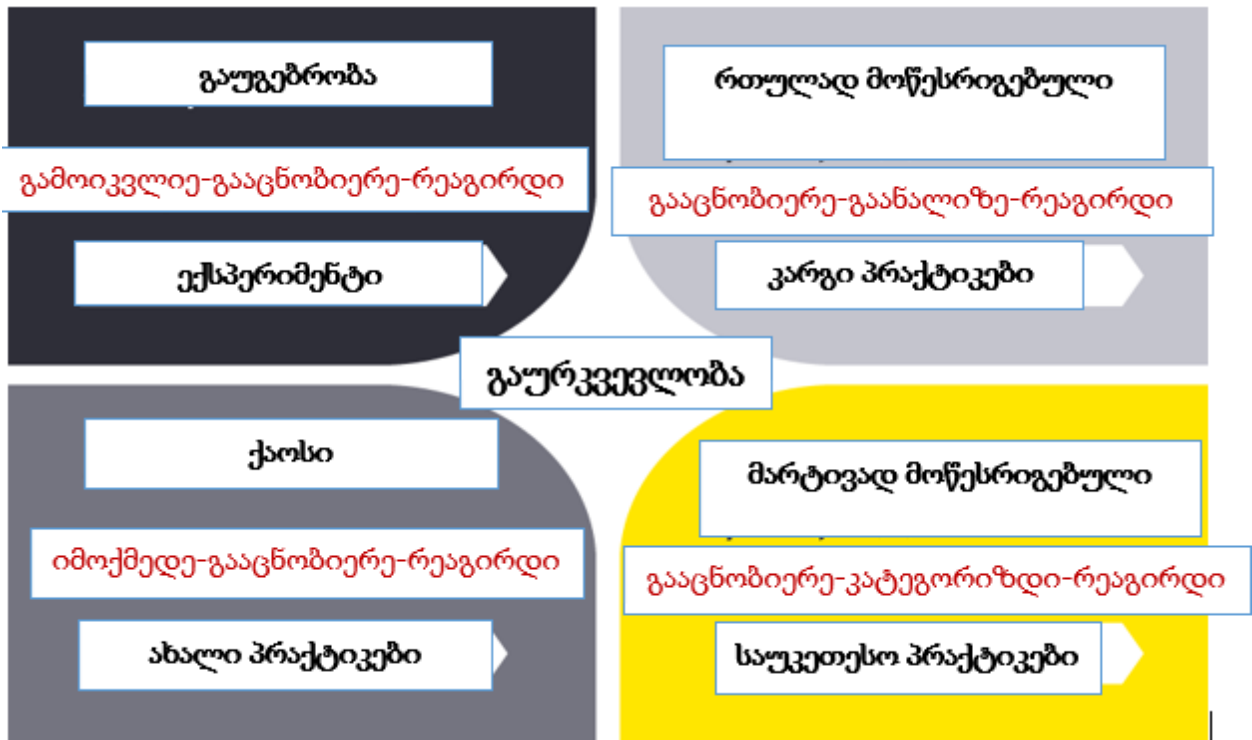 გაუგებრობა
გამოიკვლიე-გააცნობიერე-რეაგირდი
ექსპერიმენტი
რთულად მოწესრიგებული
გააცნობიერე-გაანალიზე-რეაგირდი
კარგი პრაქტიკები
გაურკვევლობა
ქაოსი
იმოქმედე-გააცნობიერე-რეაგირდი
ახალი პრაქტიკები
მარტივად მოწესრიგებული
გააცნობიერე-კატეგორიზდი-რეაგირდი
საუკეთესო პრაქტიკები